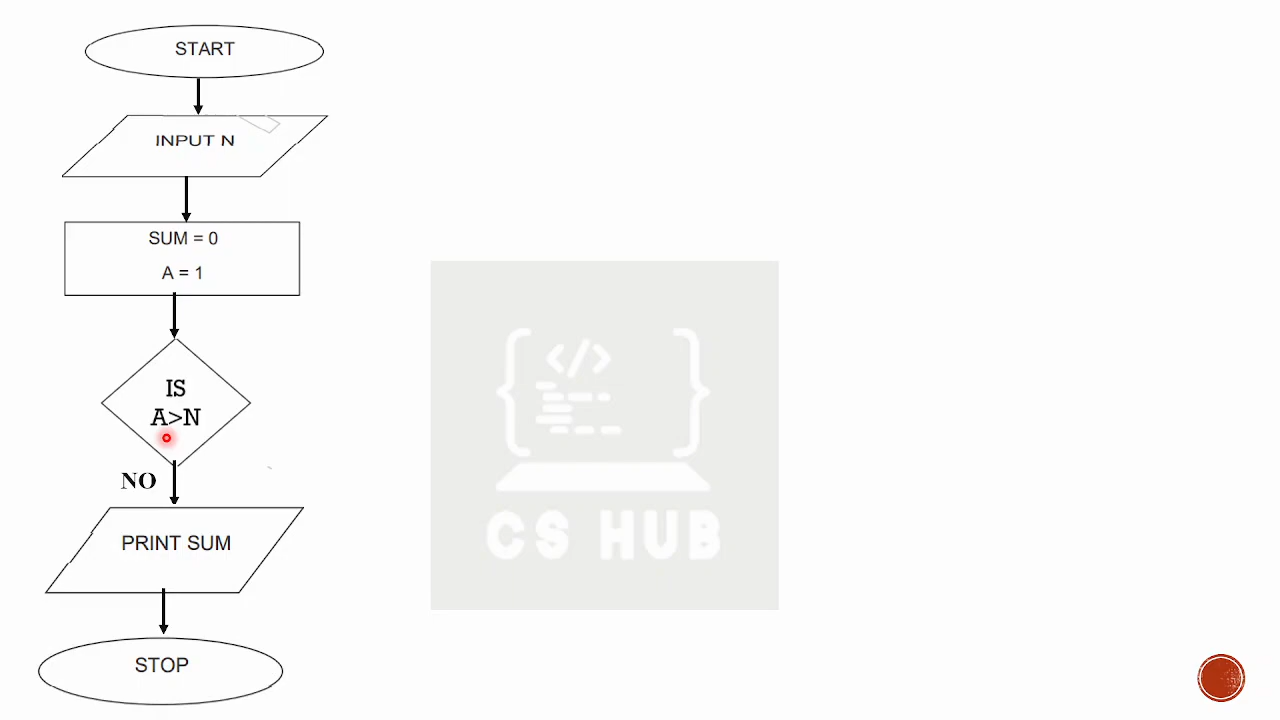 START
INPUT N
SUM = 0
A = 1
IS
A>N
NO
PRINT SUM
STOP
</>
CS HUB